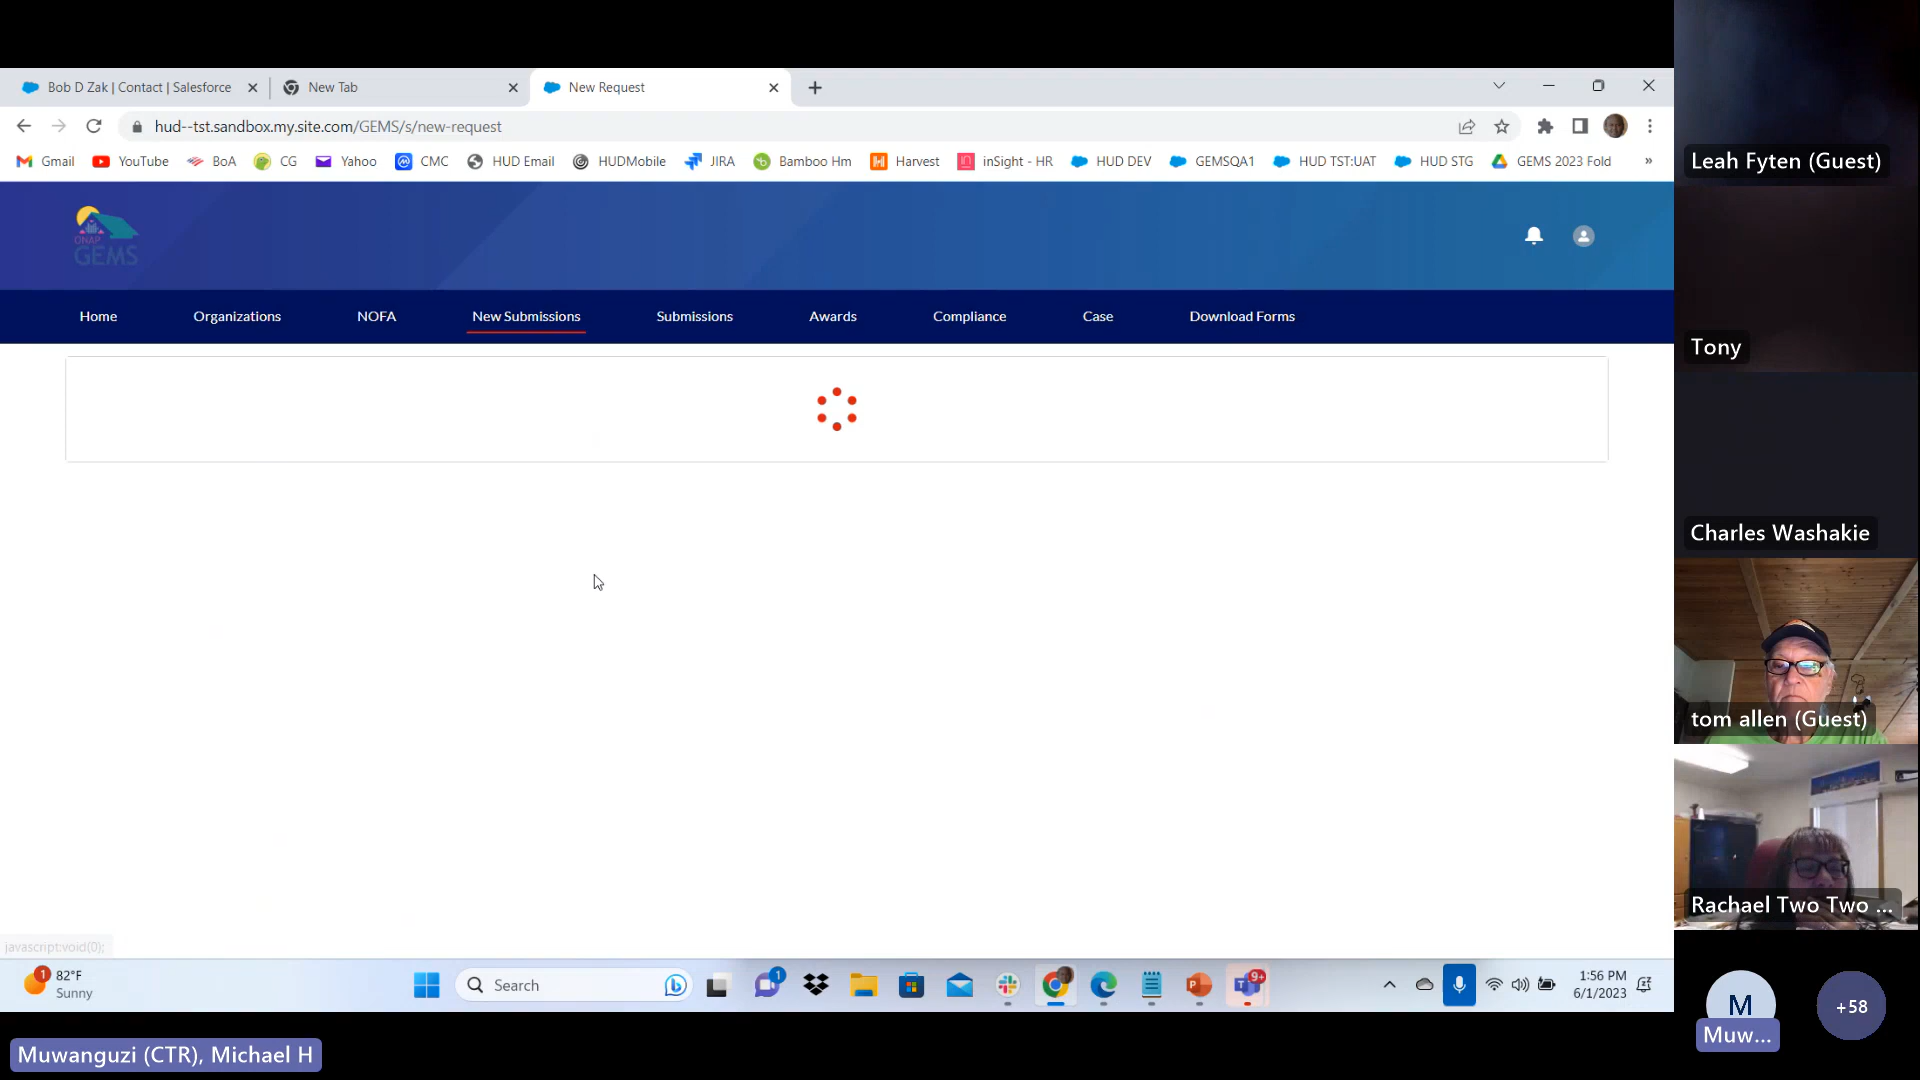 Bob D Zak | Contact | Salesforce
New Tab
New Request
hud--tst.sandbox.my.site.com/GEMS/s/new-request
Gmail
YouTube
BoA
CG
Yahoo
CMC
HUD Email
HUDMobile
JIRA
Bamboo Hm
Harvest
inSight - HR
HUD DEV
GEMSQA1
HUD TST:UAT
HUD STG
GEMS 2023 Fold
»
ONAP
GEMS
Home
Organizations
NOFA
New Submissions
Submissions
Awards
Compliance
Case
Download Forms
javascript:void(0);
1
82°F
Sunny
Search
1
9+
1:56 PM
6/1/2023
Muwanguzi (CTR), Michael H
Leah Fyten (Guest)
Tony
Charles Washakie
tom allen (Guest)
Rachael Two Two ...
M
Muw...
+58